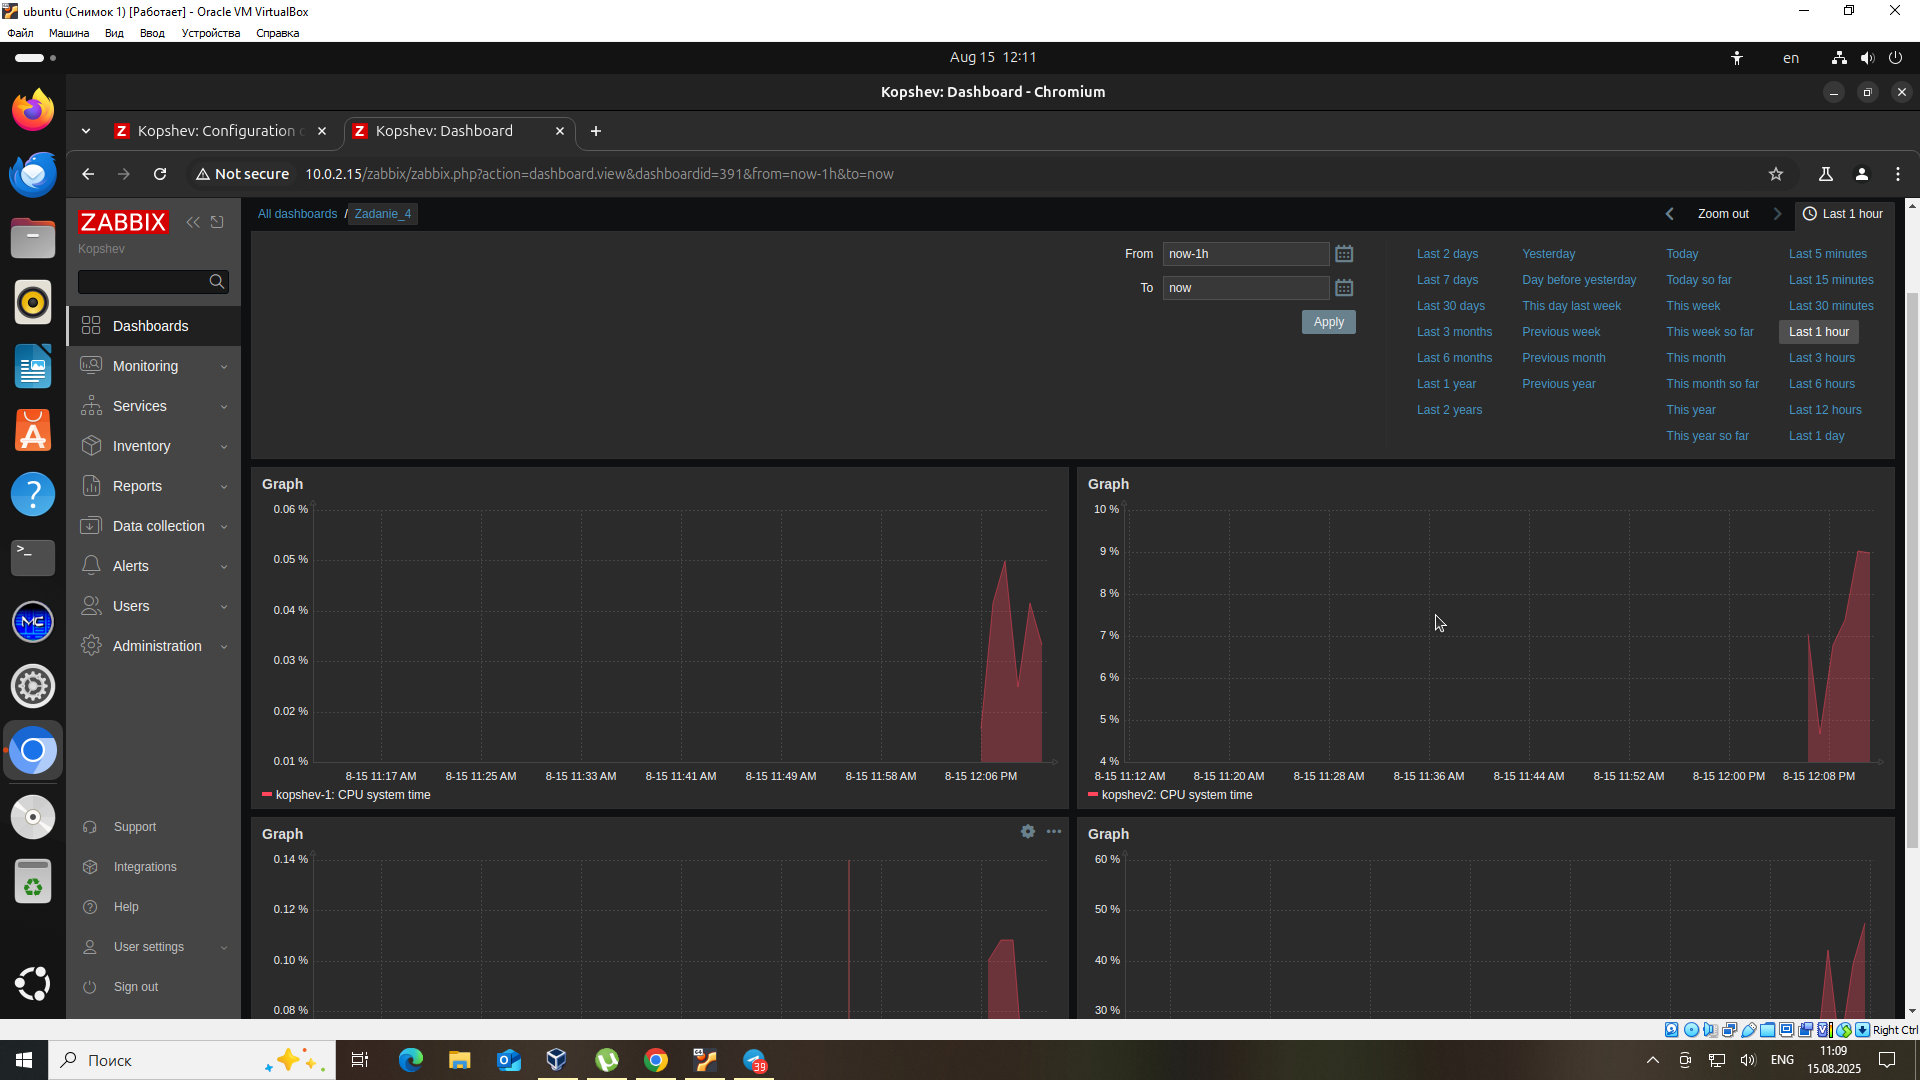 ubuntu (Снимок 1) [Работает] - Oracle VM VirtualBox
Файл Машина Вид Ввод Устройства Справка
Aug 15 12:11
en
Kopshev: Dashboard - Chromium
Z Kopshev: Configuration
Z Kopshev: Dashboard
Not secure 10.0.2.15/zabbix/zabbix.php?action=dashboard.view&dashboardid=391&from=now-1h&to=now
ZABBIX
Kopshev
Dashboards
Monitoring
Services
Inventory
Reports
Data collection
Alerts
Users
Administration
Support
Integrations
Help
User settings
Sign out
All dashboards / Zadanie_4
Zoom out
Last 1 hour
From now-1h
To now
Apply
Last 2 days Yesterday Today Last 5 minutes
Last 7 days Day before yesterday Today so far Last 15 minutes
Last 30 days This day last week This week Last 30 minutes
Last 3 months Previous week This week so far Last 1 hour
Last 6 months Previous month This month Last 3 hours
Last 1 year Previous year This month so far Last 6 hours
Last 2 years This year Last 12 hours
This year so far Last 1 day
Graph
0.06 %
0.05 %
0.04 %
0.03 %
0.02 %
0.01 %
8-15 11:17 AM 8-15 11:25 AM 8-15 11:33 AM 8-15 11:41 AM 8-15 11:49 AM 8-15 11:58 AM 8-15 12:06 PM
kopshev-1: CPU system time
Graph
10 %
9 %
8 %
7 %
6 %
5 %
4 %
8-15 11:12 AM 8-15 11:20 AM 8-15 11:28 AM 8-15 11:36 AM 8-15 11:44 AM 8-15 11:52 AM 8-15 12:00 PM 8-15 12:08 PM
kopshev2: CPU system time
Graph
0.14 %
0.12 %
0.10 %
0.08 %
Graph
60 %
50 %
40 %
30 %
Right Ctrl
Поиск
39
ENG
11:09
15.08.2025